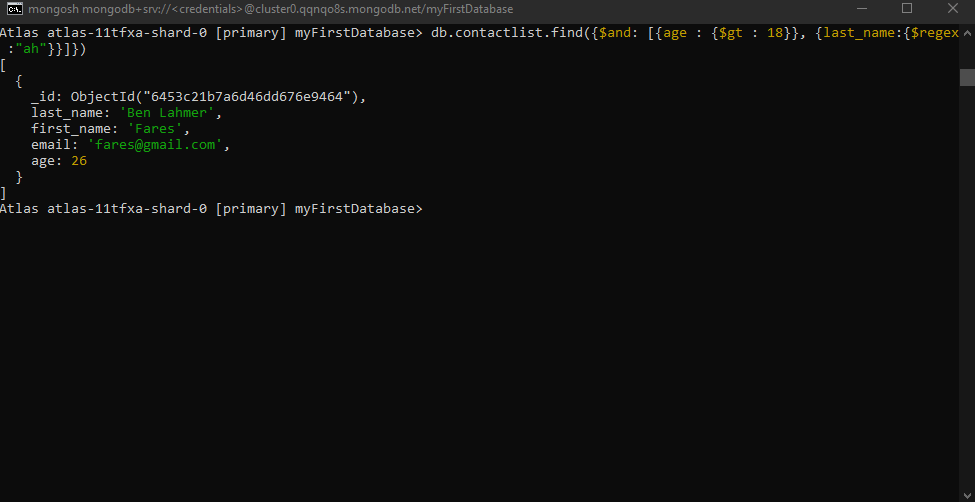 mongosh mongodb+srv://<credentials>@cluster0.qqnqo8s.mongodb.net/myFirstDatabase
Atlas atlas-11tfxa-shard-0 [primary] myFirstDatabase> db.contactlist.find({$and: [{age : {$gt : 18}}, {last_name:{$regex
 :"ah"}}]})
[
  {
    _id: ObjectId("6453c21b7a6d46dd676e9464"),
    last_name: 'Ben Lahmer',
    first_name: 'Fares',
    email: 'fares@gmail.com',
    age: 26
  }
]
Atlas atlas-11tfxa-shard-0 [primary] myFirstDatabase>